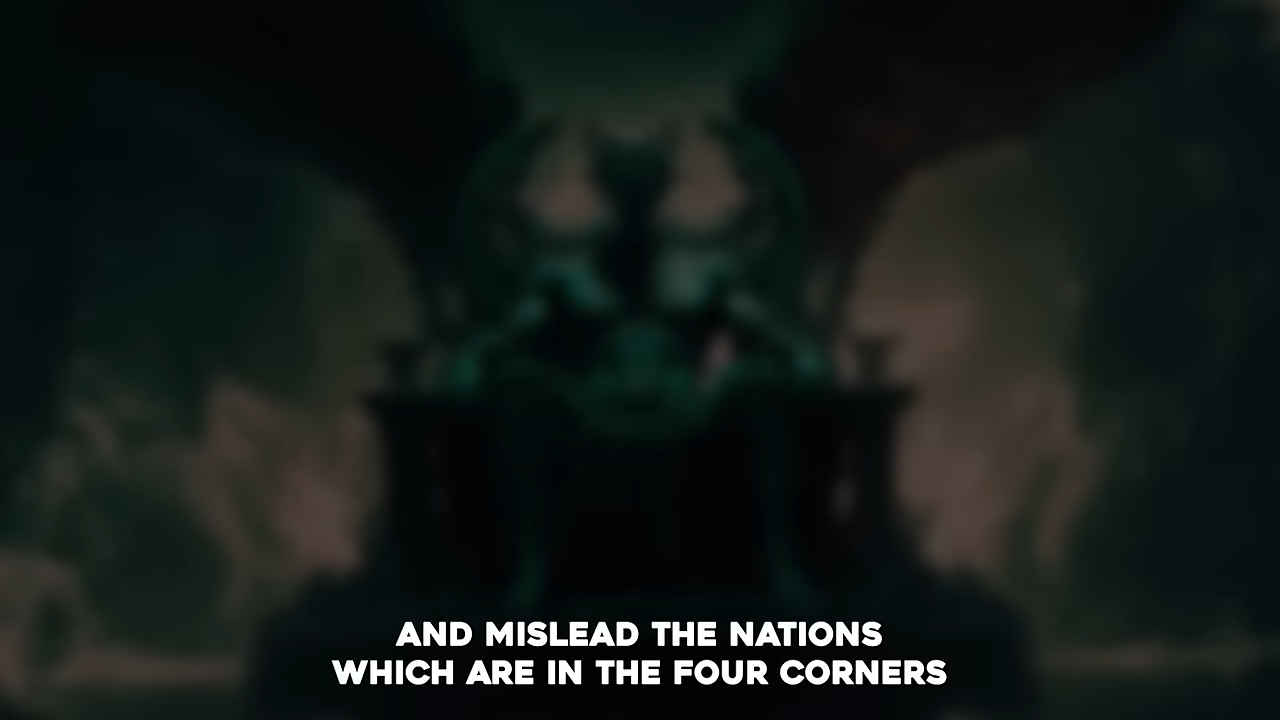 AND MISLEAD THE NATIONS
WHICH ARE IN THE FOUR CORNERS